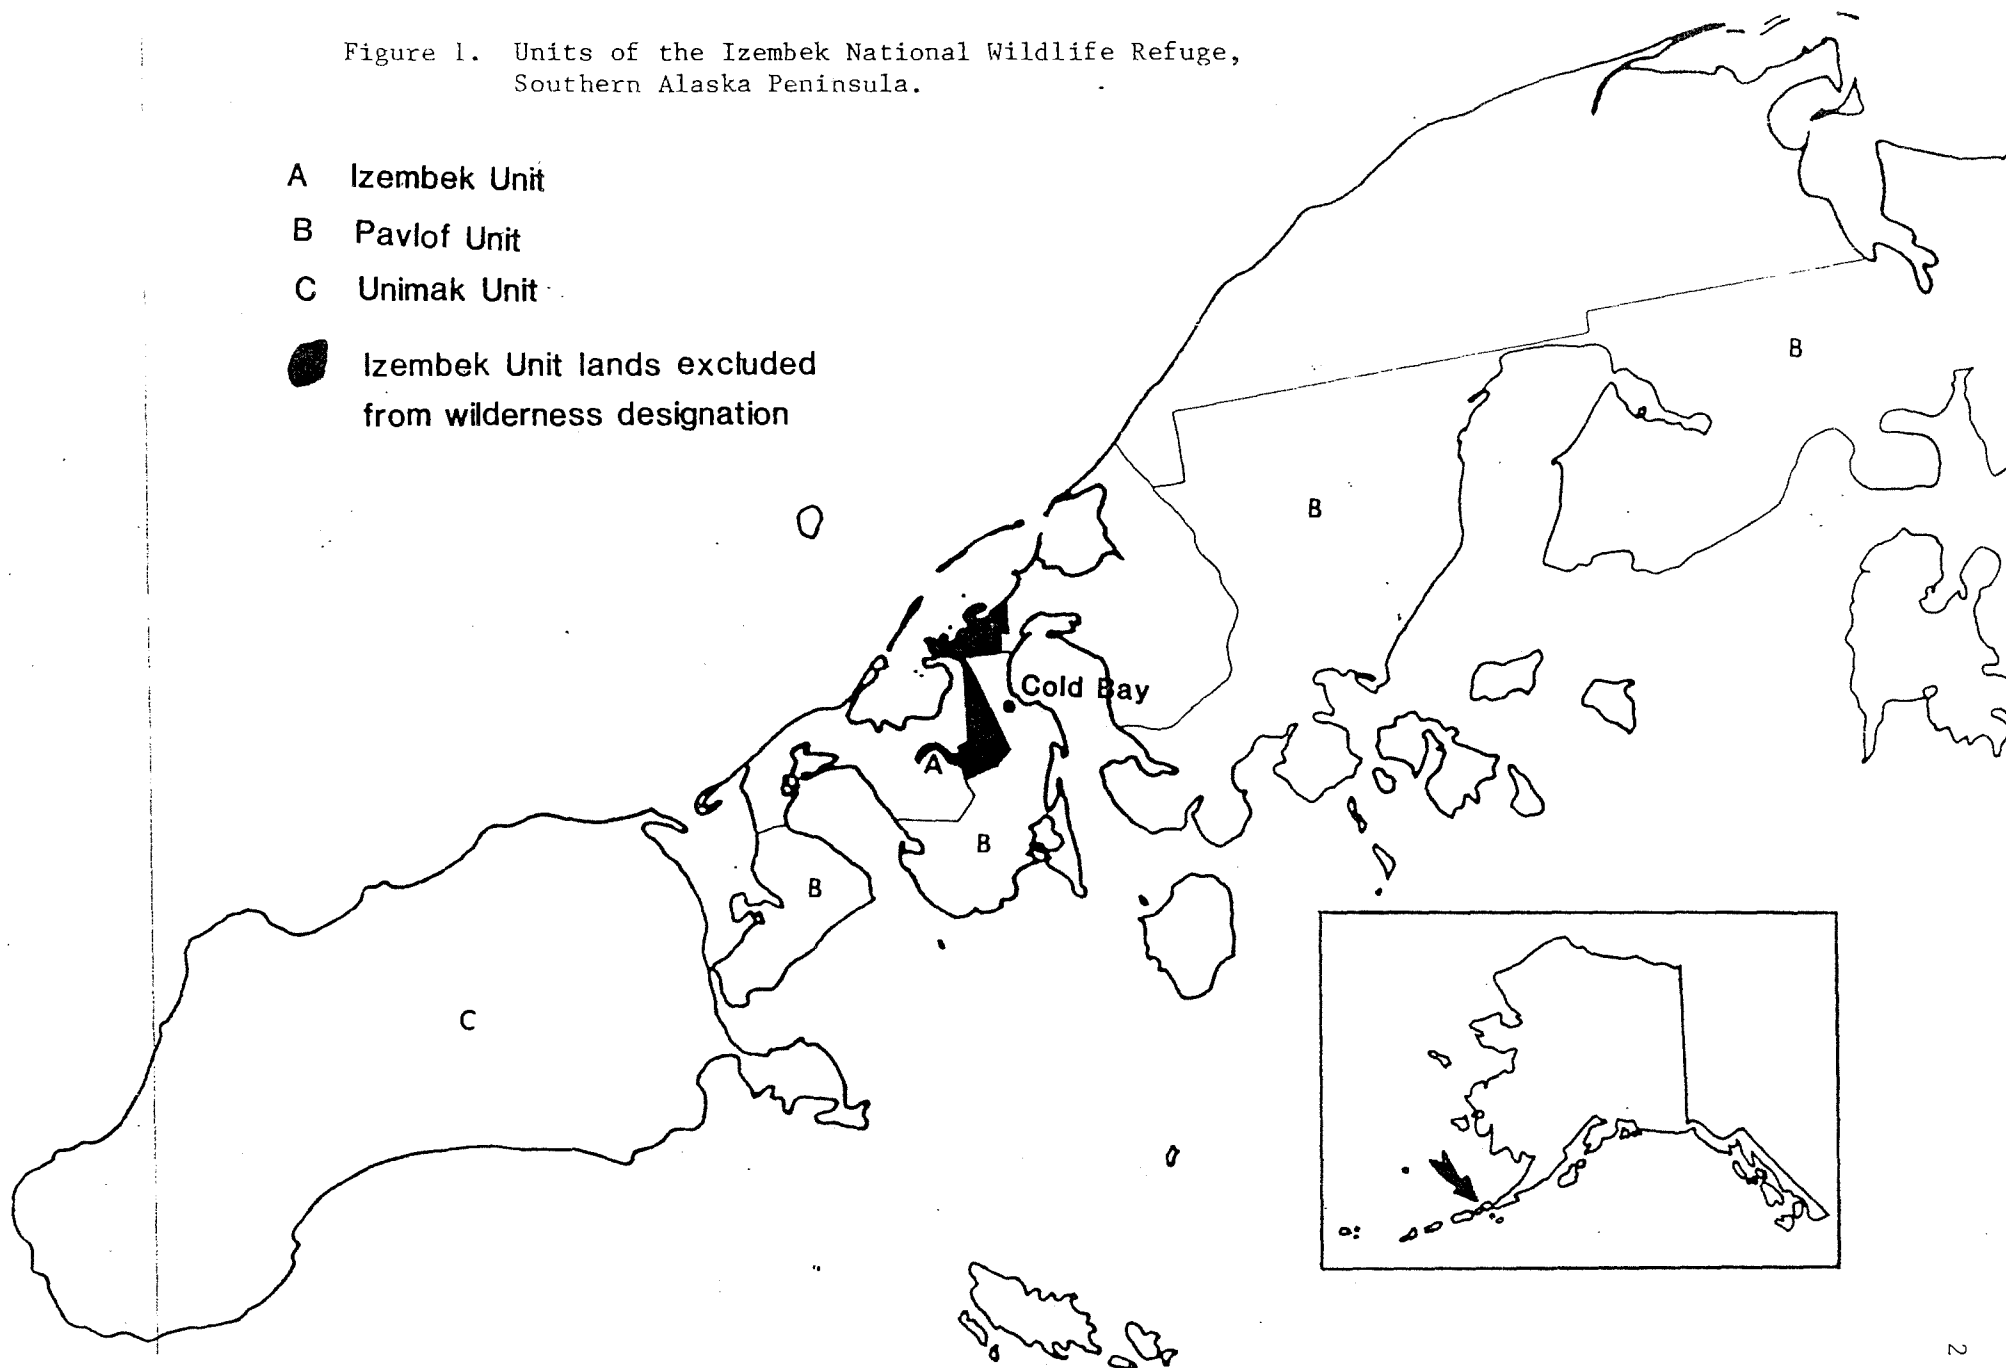 Figure 1. Units of the Izembek National Wildlife Refuge,
Southern Alaska Peninsula.
A Izembek Unit
B Pavlof Unit
C Unimak Unit
Izembek Unit lands excluded
from wilderness designation
B
B
Cold Bay
A
B
B
C
2